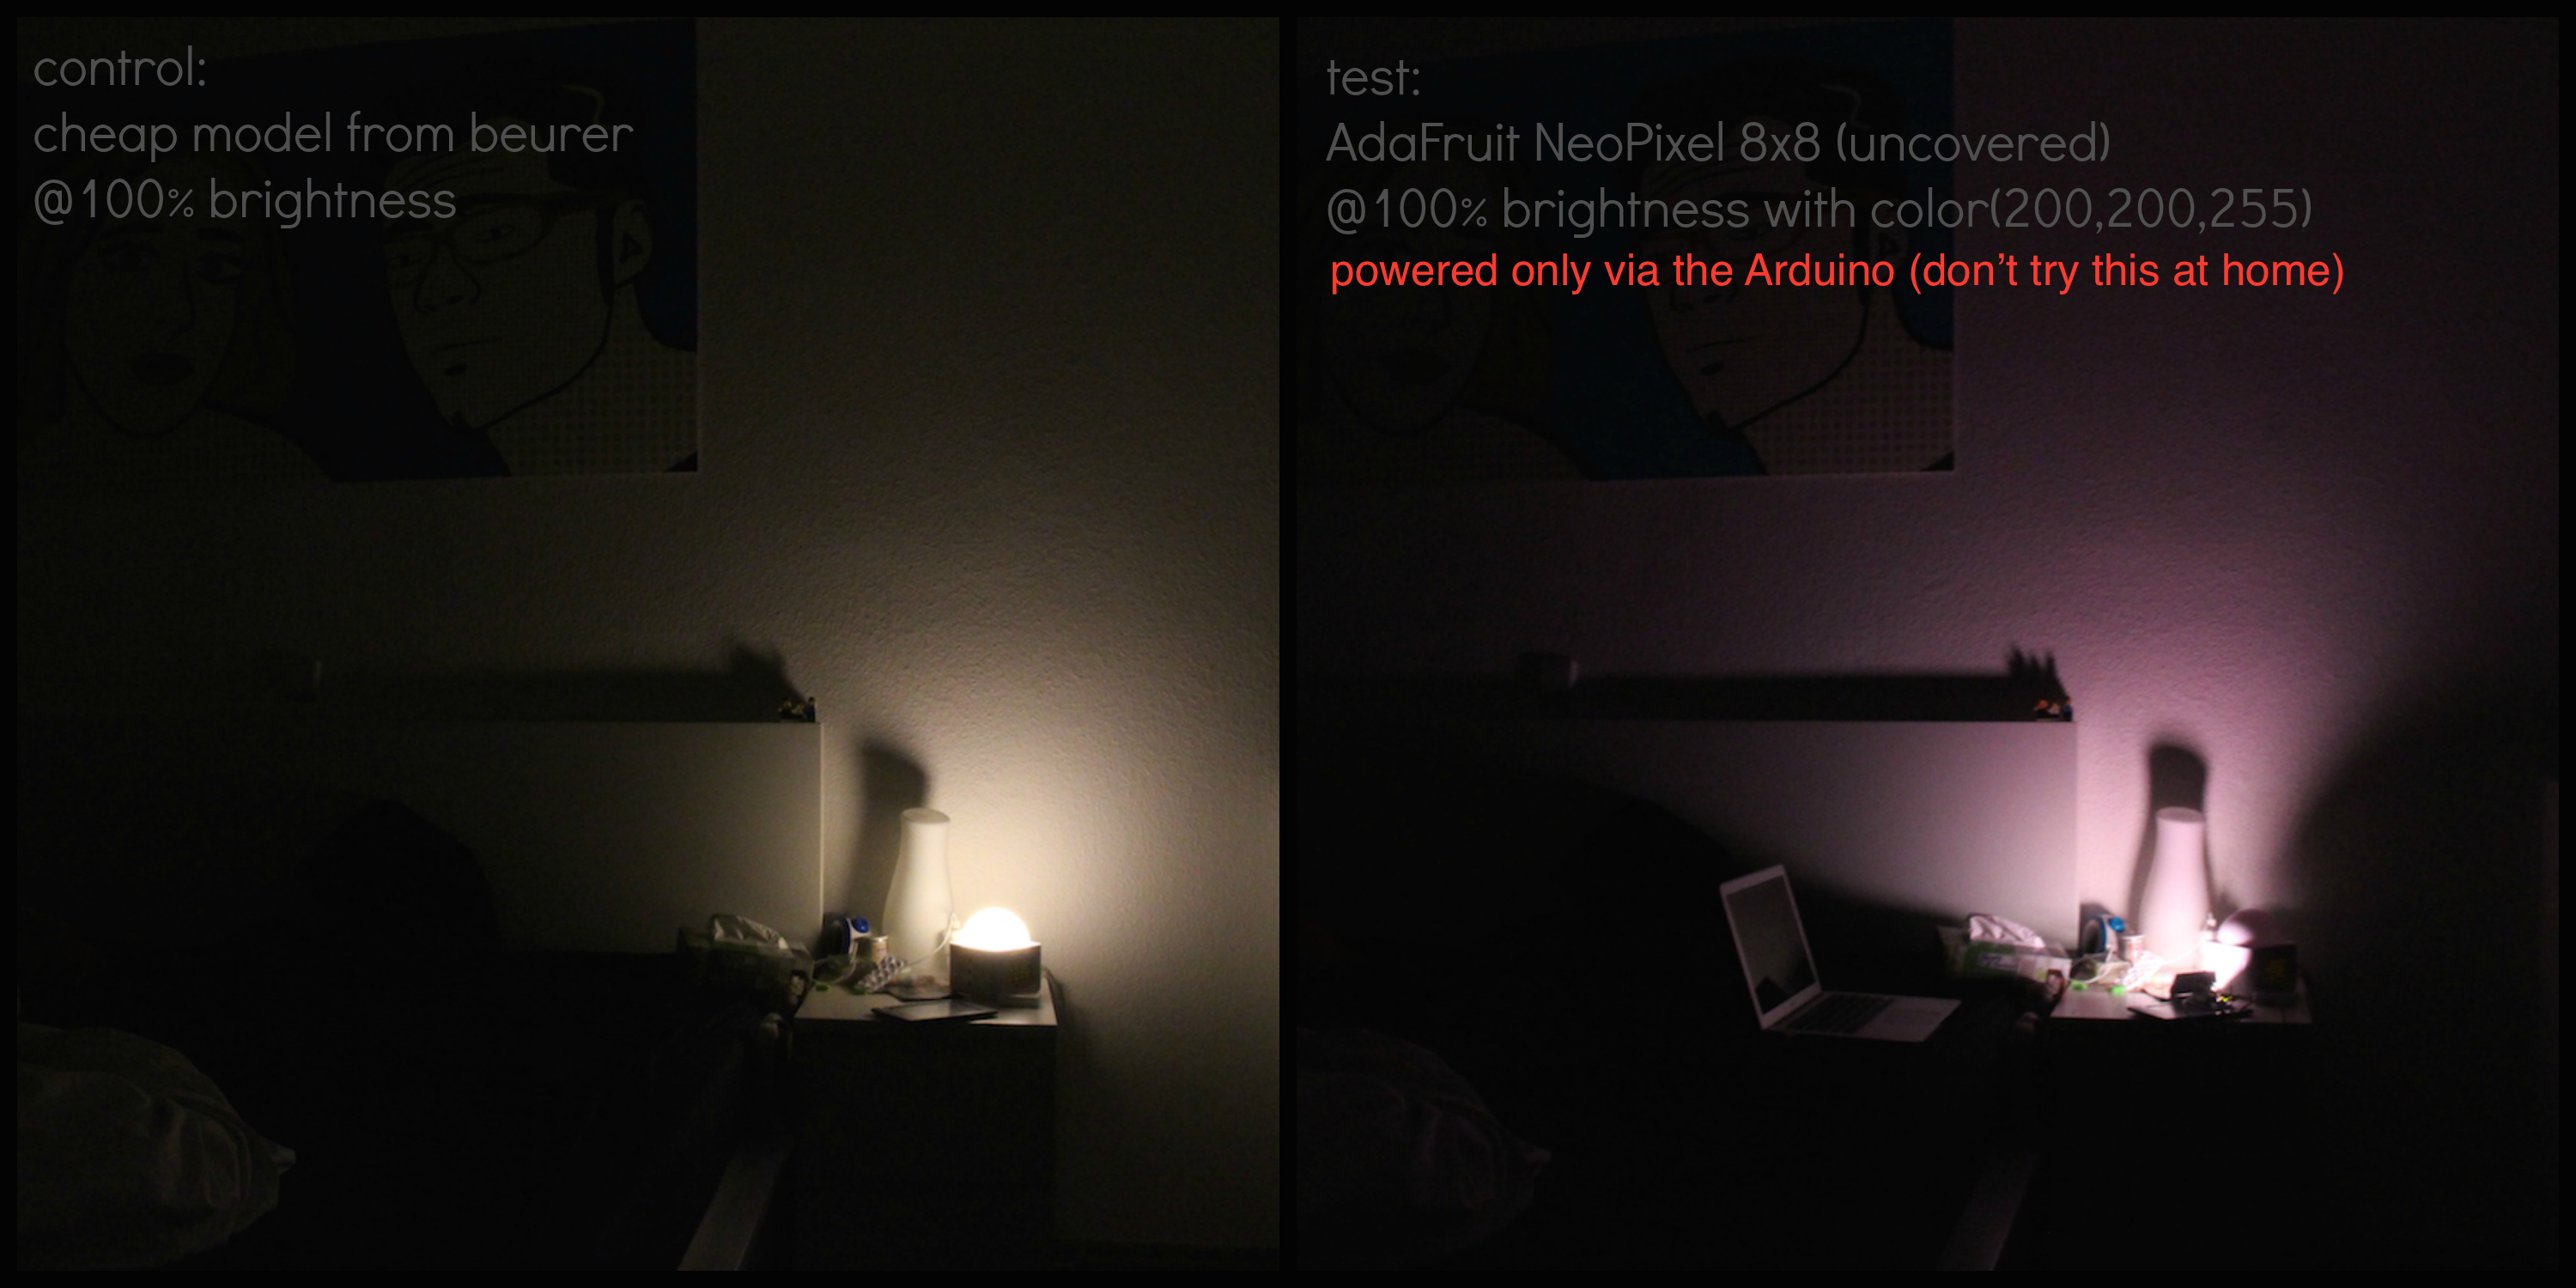 control:
cheap model from beurer
@100% brightness
test:
AdaFruit NeoPixel 8x8 (uncovered)
@100% brightness with color(200,200,255)
powered only via the Arduino (don’t try this at home)